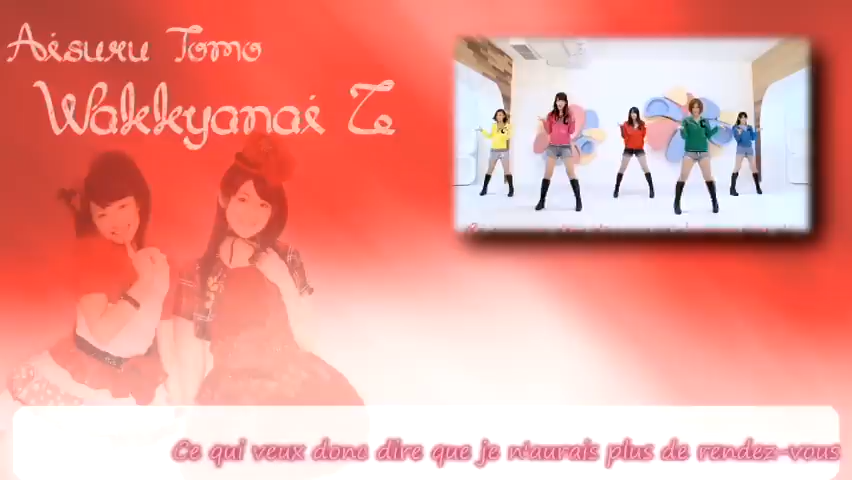 Aisuru Tomo
Wakkyanai Z
Ce qui veux donc dire que je n'aurais plus de rendez-vous